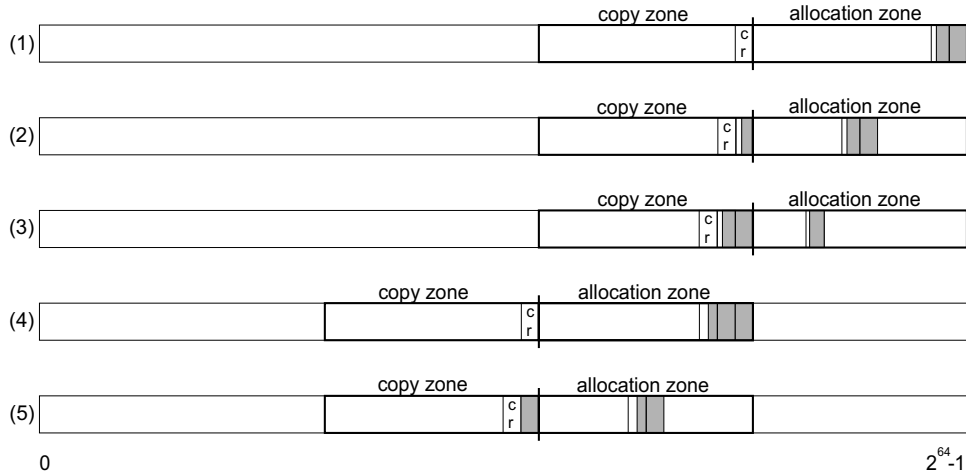 copy zone allocation zone
(1) c r
copy zone allocation zone
(2) c r
copy zone allocation zone
(3) c r
copy zone allocation zone
(4) c r
copy zone allocation zone
(5) c r
0 2^64-1